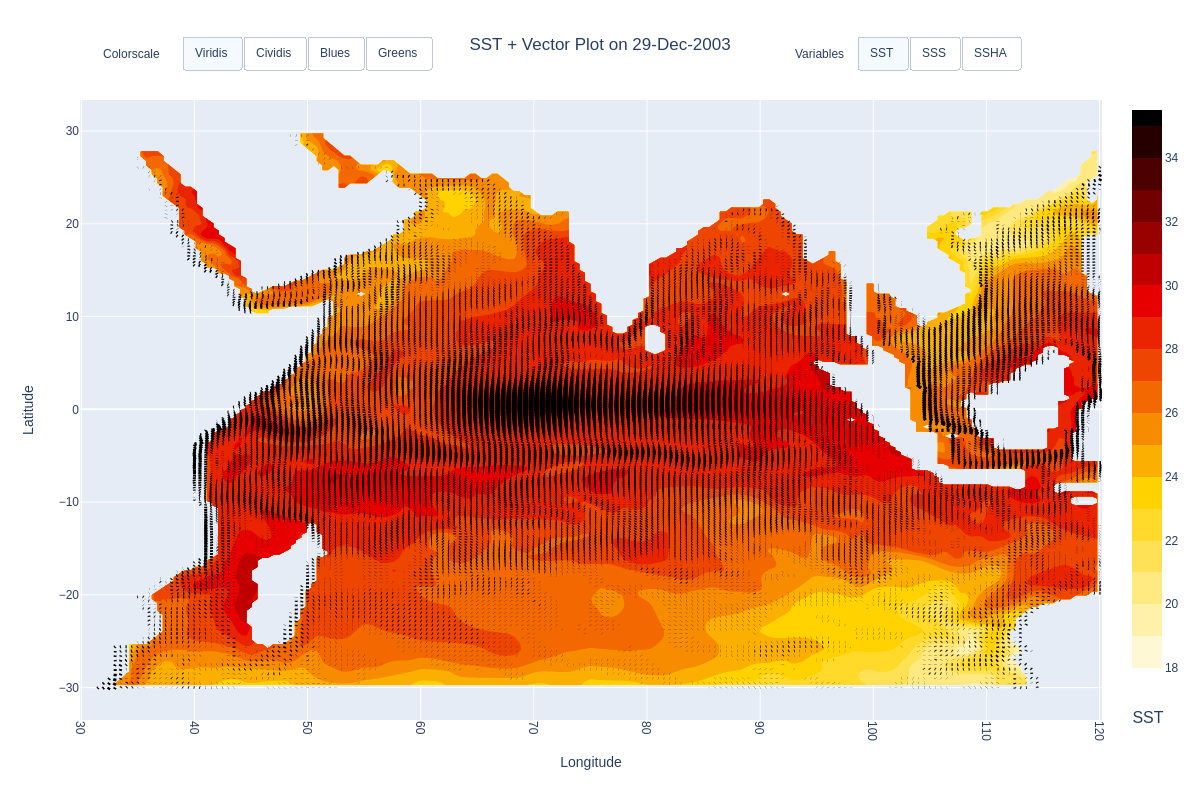 SST + Vector Plot on 29-Dec-2003
Colorscale
Viridis
Cividis
Blues
Greens
Variables
SST
SSS
SSHA
Latitude
30
20
10
0
−10
−20
−30
30
40
50
60
70
80
90
100
110
120
Longitude
34
32
30
28
26
24
22
20
18
SST